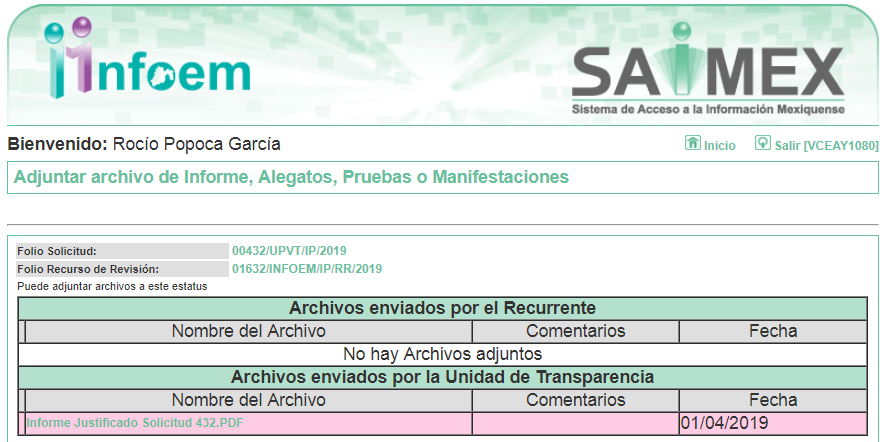 infoem
SAIMEX
Sistema de Acceso a la Información Mexiquense
Bienvenido: Rocío Popoca García
Inicio Salir [VCEAY1080]
Adjuntar archivo de Informe, Alegatos, Pruebas o Manifestaciones
Folio Solicitud: 00432/UPVT/IP/2019
Folio Recurso de Revisión: 01632/INFOEM/IP/RR/2019
Puede adjuntar archivos a este estatus
Archivos enviados por el Recurrente
Nombre del Archivo Comentarios Fecha
No hay Archivos adjuntos
Archivos enviados por la Unidad de Transparencia
Nombre del Archivo Comentarios Fecha
Informe Justificado Solicitud 432.PDF 01/04/2019